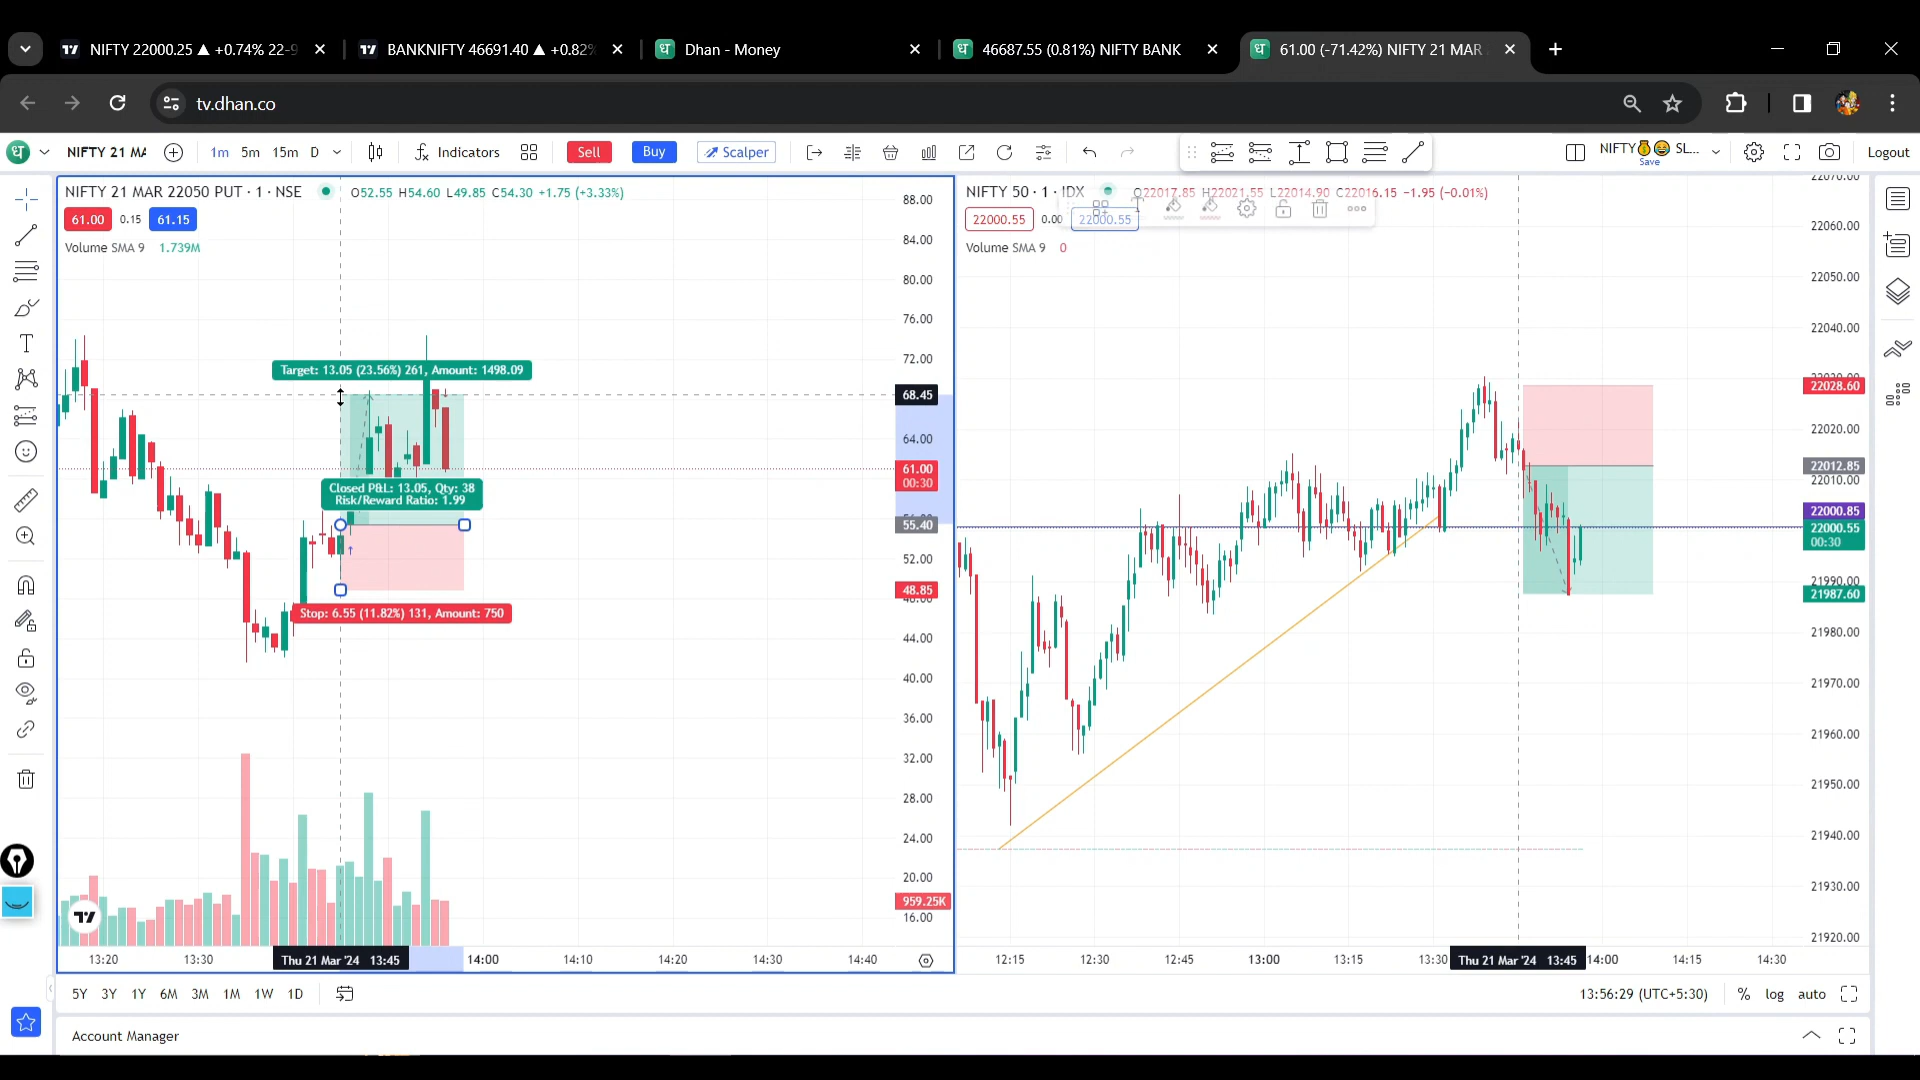 NIFTY 22000.25 ▲ +0.74% 22-9
BANKNIFTY 46691.40 ▲ +0.82%
Dhan - Money
46687.55 (0.81%) NIFTY BANK
61.00 (-71.42%) NIFTY 21 MAR
tv.dhan.co
NIFTY 21 MA
1m 5m 15m D
Indicators
Sell
Buy
Scalper
NIFTY💰😂 SL...
Save
Logout
NIFTY 21 MAR 22050 PUT · 1 · NSE
O52.55 H54.60 L49.85 C54.30 +1.75 (+3.33%)
61.00 0.15 61.15
Volume SMA 9 1.739M
Target: 13.05 (23.56%) 261, Amount: 1498.09
Closed P&L: 13.05, Qty: 38
Risk/Reward Ratio: 1.99
Stop: 6.55 (11.82%) 131, Amount: 750
88.00
84.00
80.00
76.00
72.00
68.45
64.00
61.00
00:30
55.40
52.00
48.85
44.00
40.00
36.00
32.00
28.00
24.00
20.00
959.25K
16.00
13:20 13:30 Thu 21 Mar '24 13:45 14:00 14:10 14:20 14:30 14:40
NIFTY 50 · 1 · IDX
O22017.85 H22021.55 L22014.90 C22016.15 -1.95 (-0.01%)
22000.55 0.00 22000.55
Volume SMA 9 0
22070.00
22060.00
22050.00
22040.00
22028.60
22020.00
22012.85
22010.00
22000.85
22000.55
00:30
21990.00
21987.60
21980.00
21970.00
21960.00
21950.00
21940.00
21930.00
21920.00
12:15 12:30 12:45 13:00 13:15 13:30 Thu 21 Mar '24 13:45 14:00 14:15 14:30
5Y 3Y 1Y 6M 3M 1M 1W 1D
13:56:29 (UTC+5:30)
% log auto
Account Manager